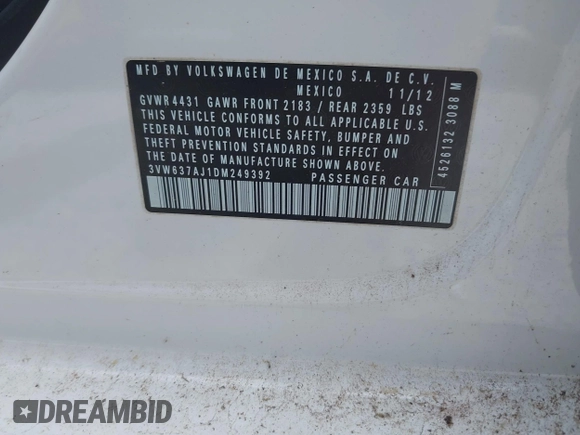 MFD BY VOLKSWAGEN DE MEXICO S.A. DE C.V.
MEXICO 11/12
GVWR 4431 GAWR FRONT 2183 / REAR 2359 LBS
THIS VEHICLE CONFORMS TO ALL APPLICABLE U.S.
FEDERAL MOTOR VEHICLE SAFETY, BUMPER AND
THEFT PREVENTION STANDARDS IN EFFECT ON
THE DATE OF MANUFACTURE SHOWN ABOVE.
3VW637AJ1DM249392 PASSENGER CAR
4526132 3088 M
DREAMBID